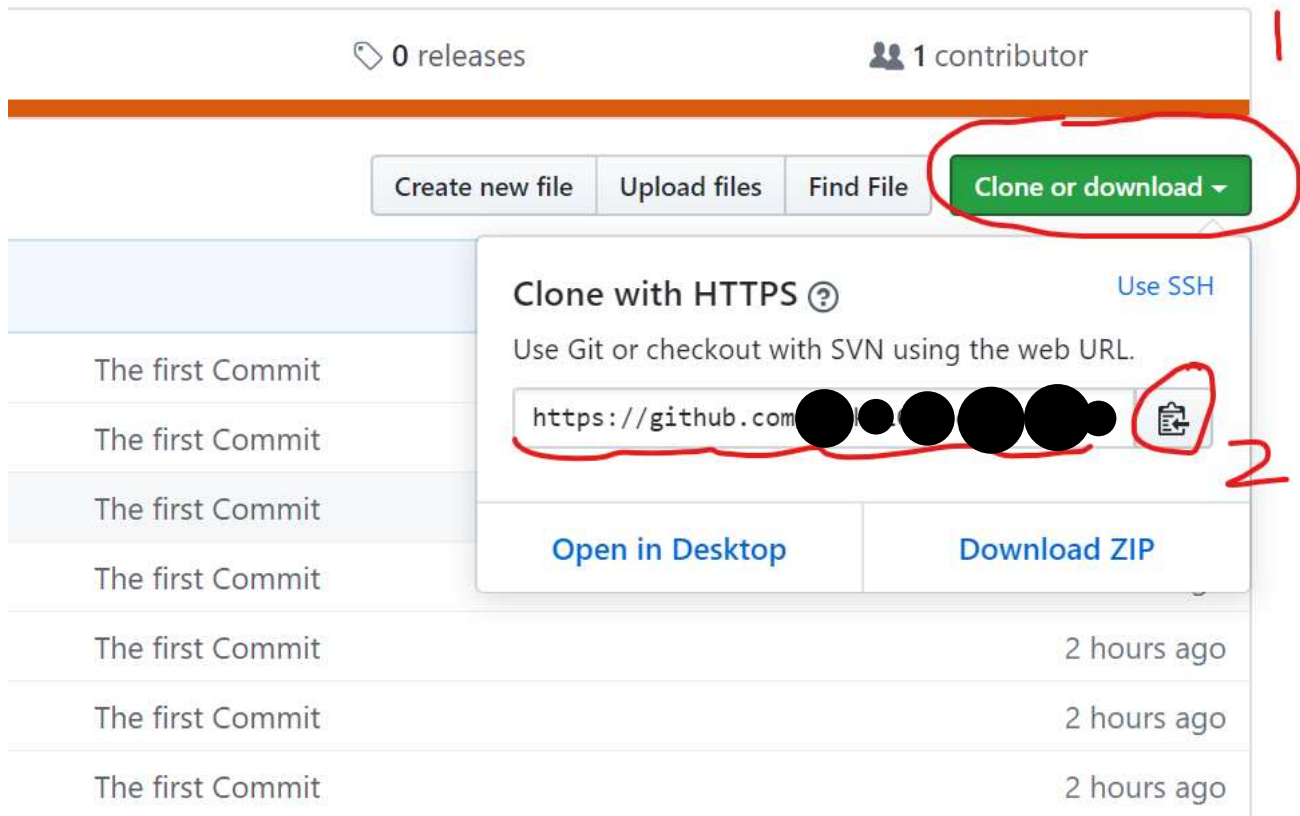 0 releases
1 contributor
1
Create new file
Upload files
Find File
Clone or download
Clone with HTTPS
Use SSH
Use Git or checkout with SVN using the web URL.
https://github.com
2
Open in Desktop
Download ZIP
The first Commit
The first Commit
The first Commit
The first Commit
The first Commit
2 hours ago
The first Commit
2 hours ago
The first Commit
2 hours ago